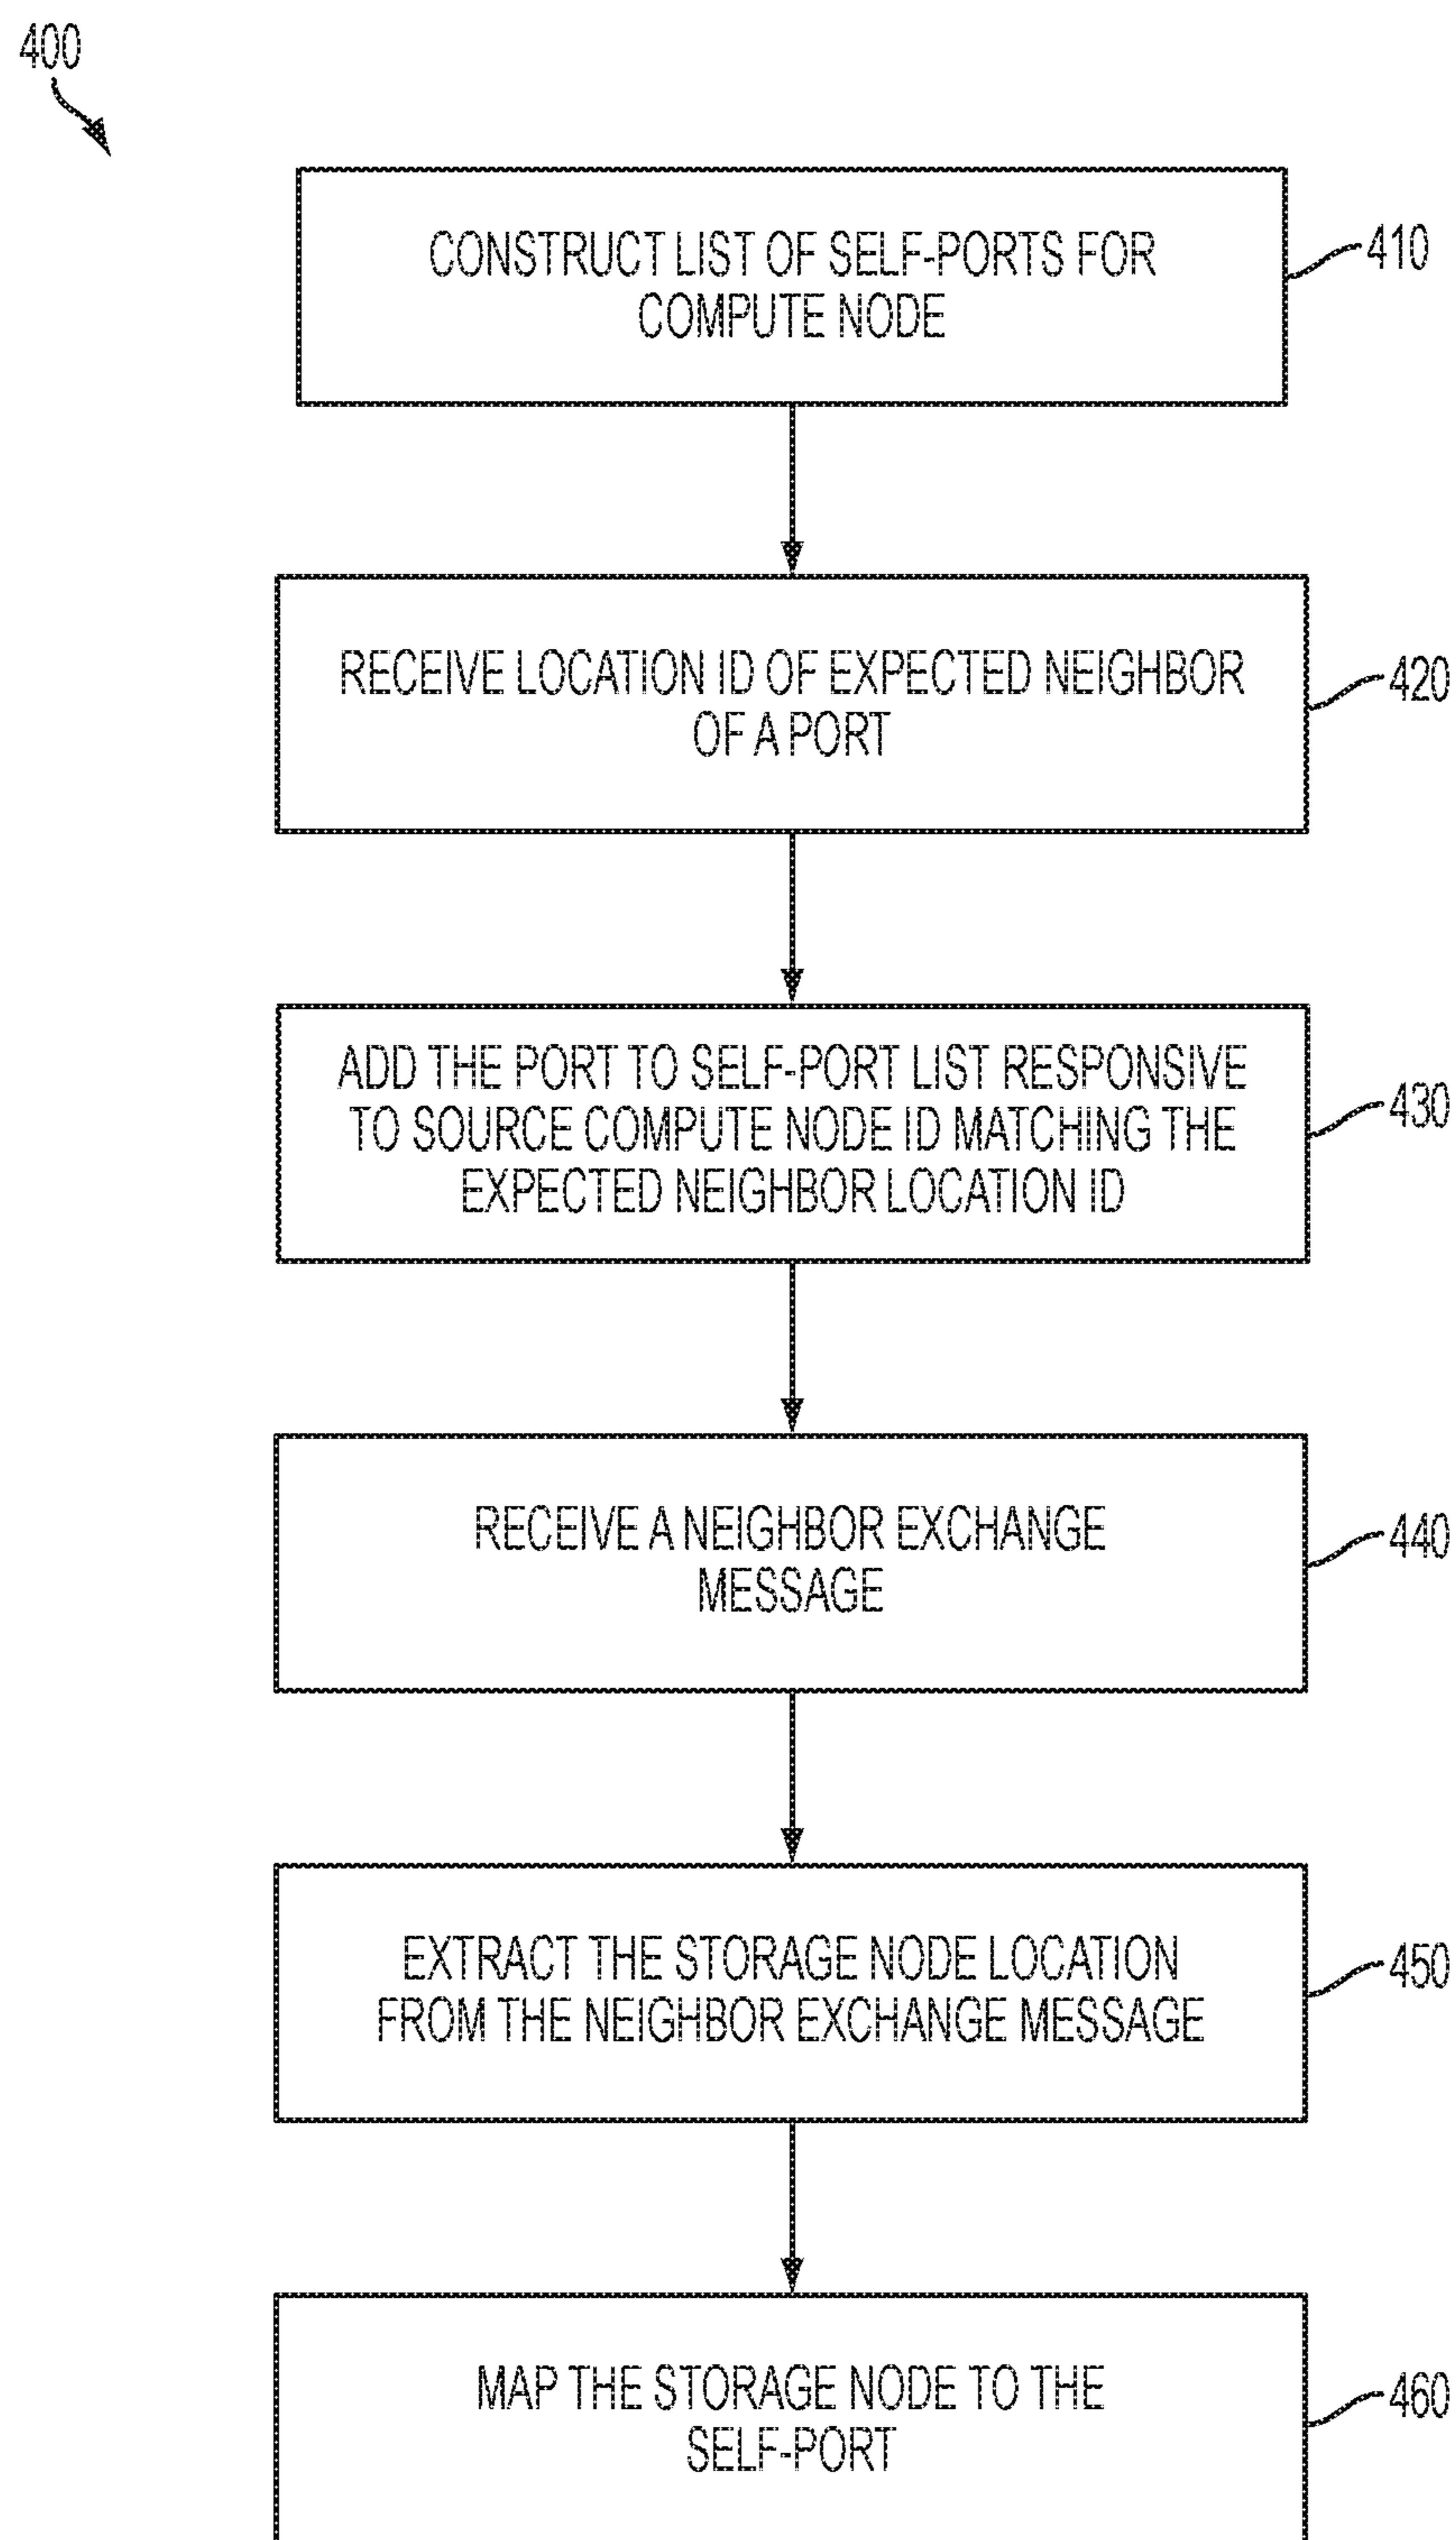 400
CONSTRUCT LIST OF SELF-PORTS FOR
COMPUTE NODE
410
RECEIVE LOCATION ID OF EXPECTED NEIGHBOR
OF A PORT
420
ADD THE PORT TO SELF-PORT LIST RESPONSIVE
TO SOURCE COMPUTE NODE ID MATCHING THE
EXPECTED NEIGHBOR LOCATION ID
430
RECEIVE A NEIGHBOR EXCHANGE
MESSAGE
440
EXTRACT THE STORAGE NODE LOCATION
FROM THE NEIGHBOR EXCHANGE MESSAGE
450
MAP THE STORAGE NODE TO THE
SELF-PORT
460